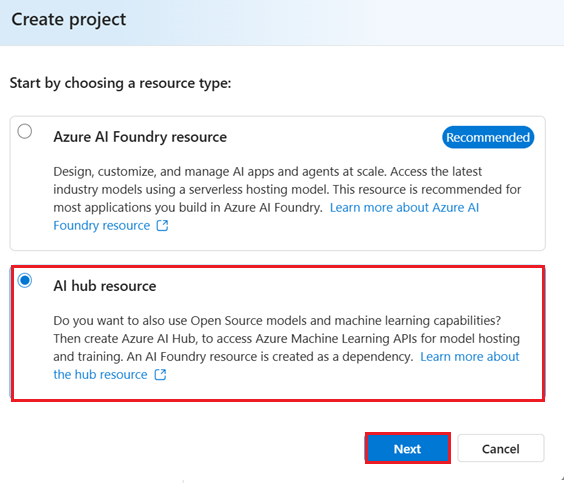 Create project
Start by choosing a resource type:
Azure AI Foundry resource
Recommended
Design, customize, and manage AI apps and agents at scale. Access the latest
industry models using a serverless hosting model. This resource is recommended for
most applications you build in Azure AI Foundry. Learn more about Azure AI
Foundry resource
AI hub resource
Do you want to also use Open Source models and machine learning capabilities?
Then create Azure AI Hub, to access Azure Machine Learning APIs for model hosting
and training. An AI Foundry resource is created as a dependency. Learn more about
the hub resource
Next
Cancel